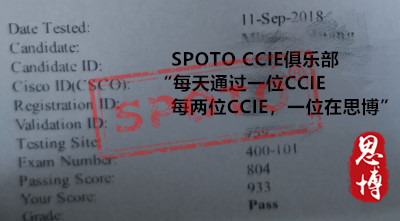 Date Tested: 11-Sep-2018
Candidate:
Candidate ID:
SPOTO CCIE俱乐部
Cisco ID(CSCO):
“每天通过一位CCIE
Registration ID:
每两位CCIE，一位在思博”
Validation ID:
SPOTO
Testing Site:
Exam Number: 400-101
Passing Score: 804
Your Score: 933
Grade: Pass
思博